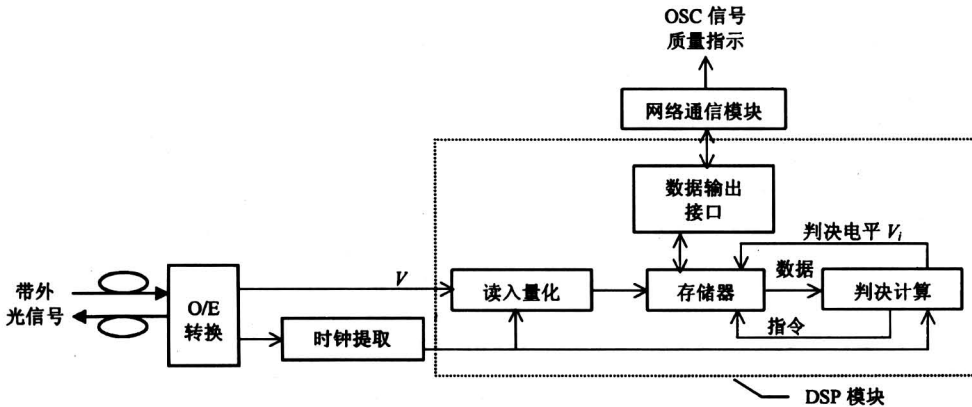 OSC 信号
质量指示
网络通信模块
数据输出
接口
判决电平 Vi
带外
光信号
O/E
转换
V
读入量化
存储器
数据
判决计算
时钟提取
指令
DSP 模块